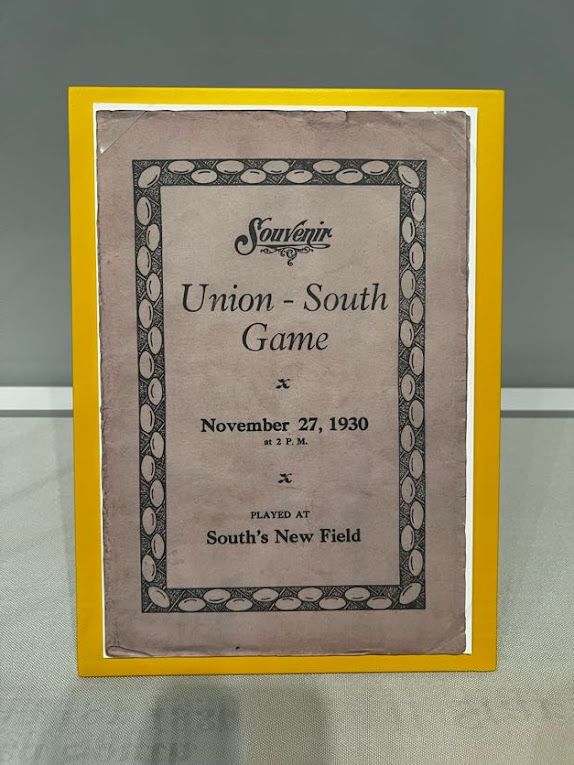 Souvenir
Union - South
Game
x
November 27, 1930
at 2 P. M.
x
PLAYED AT
South's New Field